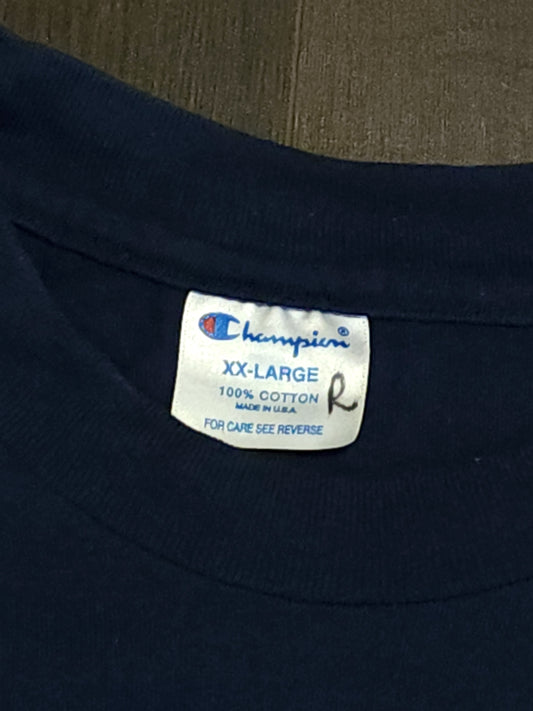 Champion®
XX-LARGE
100% COTTON
MADE IN U.S.A.
R
FOR CARE SEE REVERSE